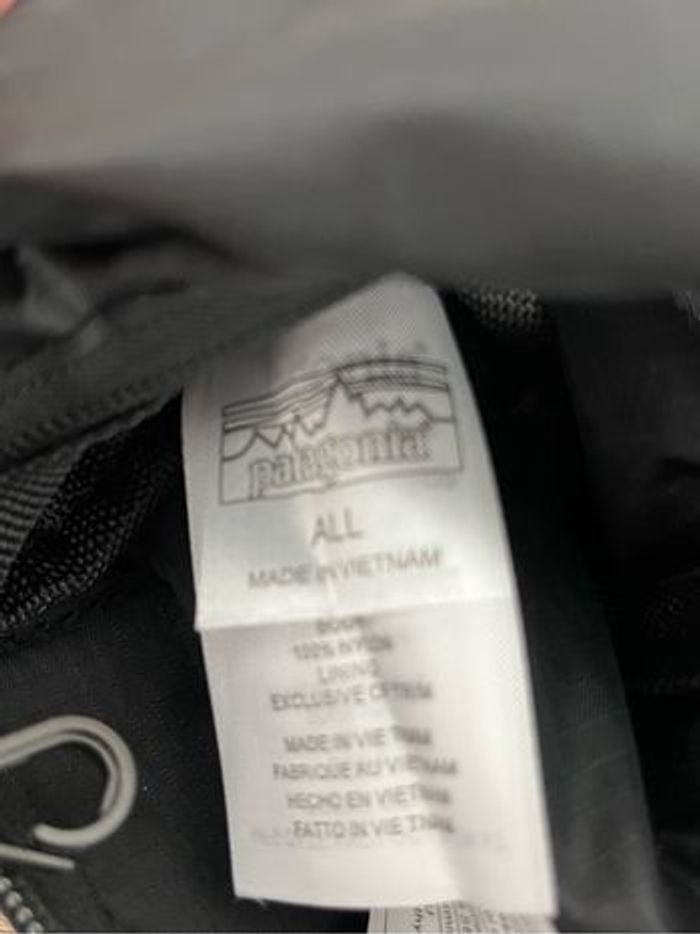 patagonia
ALL
MADE IN VIETNAM
BODY
100% NYLON
LINING
EXCLUSIVE OF TRIM
MADE IN VIETNAM
FABRIQUÉ AU VIETNAM
HECHO EN VIETNAM
FATTO IN VIETNAM